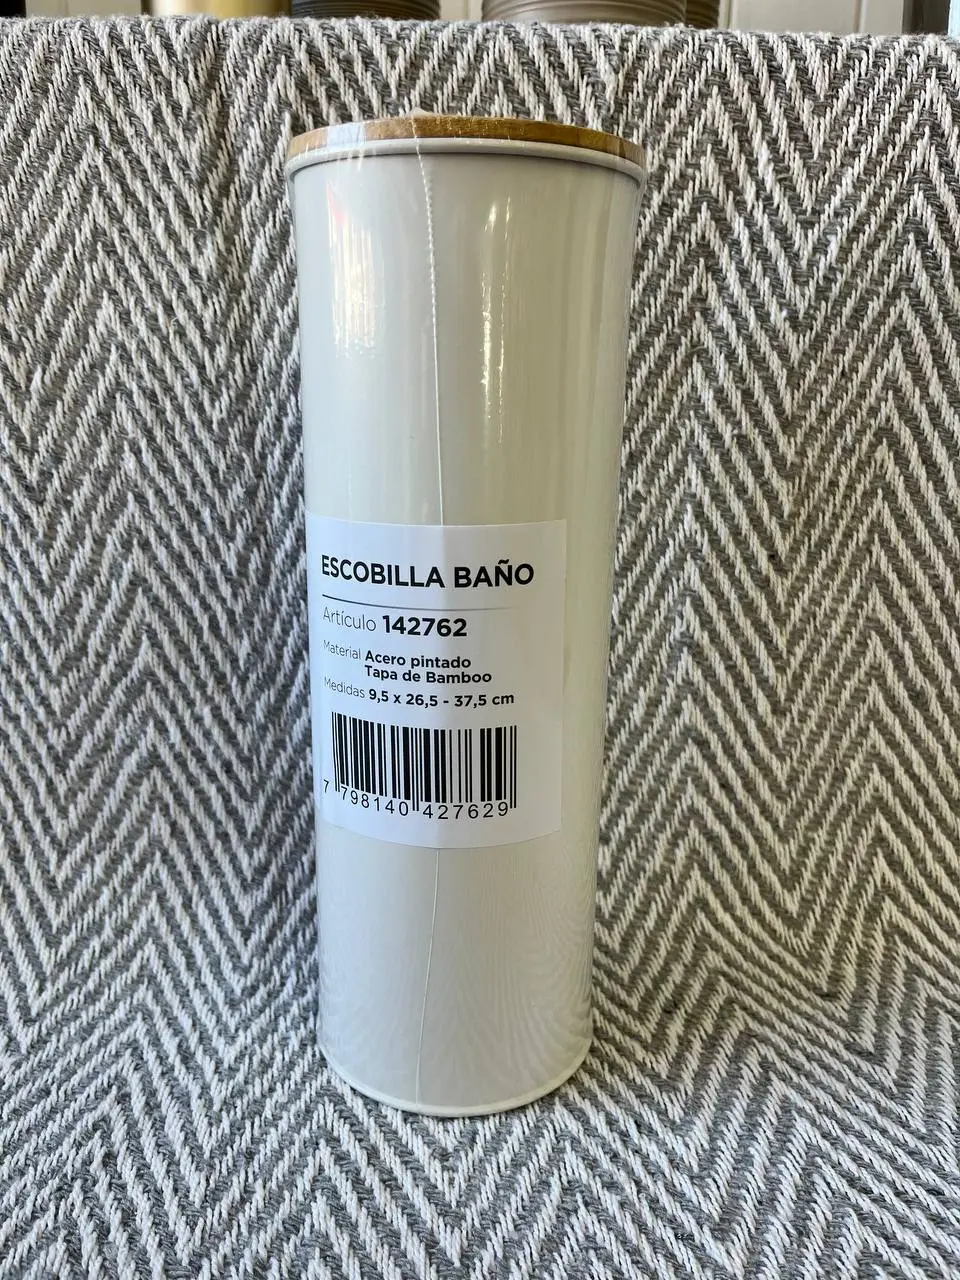 ESCOBILLA BAÑO
Artículo 142762
Material Acero pintado
Tapa de Bamboo
Medidas 9,5 x 26,5 - 37,5 cm
7 798140 427629